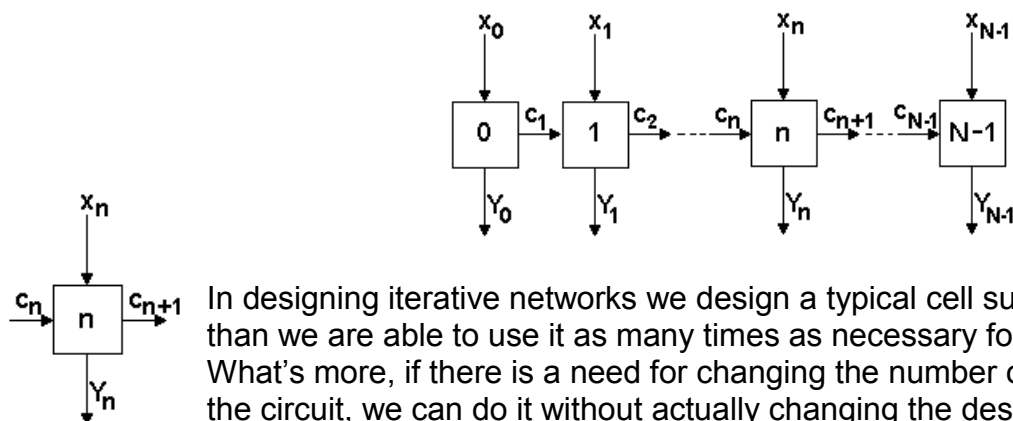 x0 x1 xn xN-1
0 c1 1 c2 cn n cn+1 cN-1 N-1
Y0 Y1 Yn YN-1
xn
cn n cn+1
Yn
In designing iterative networks we design a typical cell
than we are able to use it as many times as necessary
What's more, if there is a need for changing the number
the circuit, we can do it without actually changing the